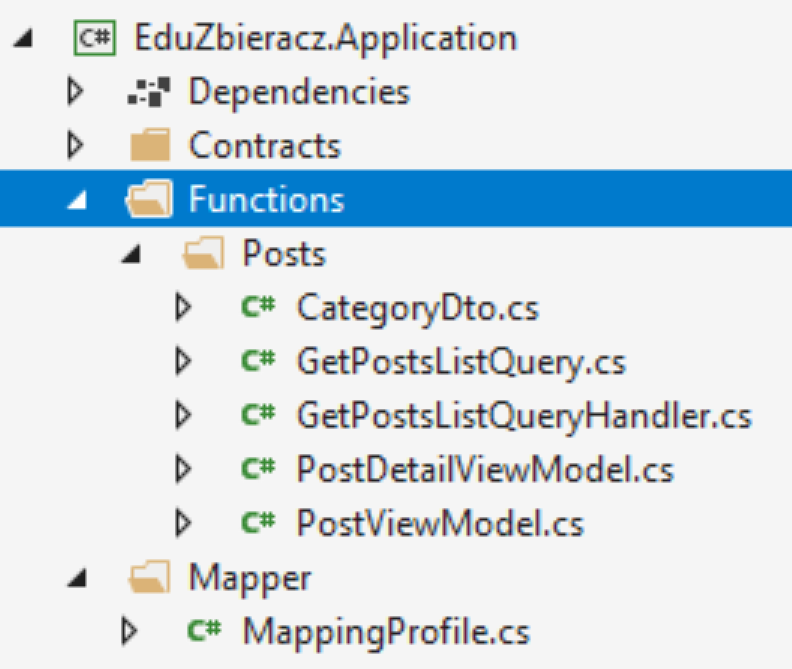 C# EduZbieracz.Application
Dependencies
Contracts
Functions
Posts
C# CategoryDto.cs
C# GetPostsListQuery.cs
C# GetPostsListQueryHandler.cs
C# PostDetailViewModel.cs
C# PostViewModel.cs
Mapper
C# MappingProfile.cs